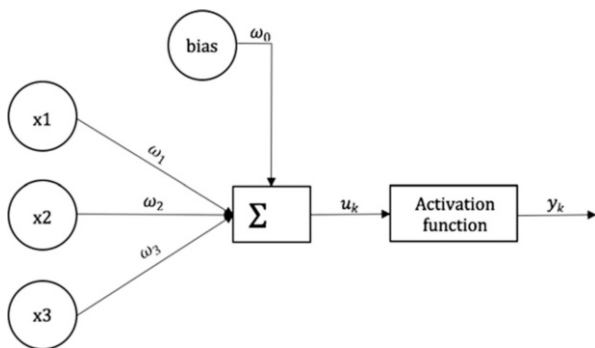 bias
ω₀
x1
ω₁
x2
ω₂
Σ
uₖ
Activation
function
yₖ
ω₃
x3